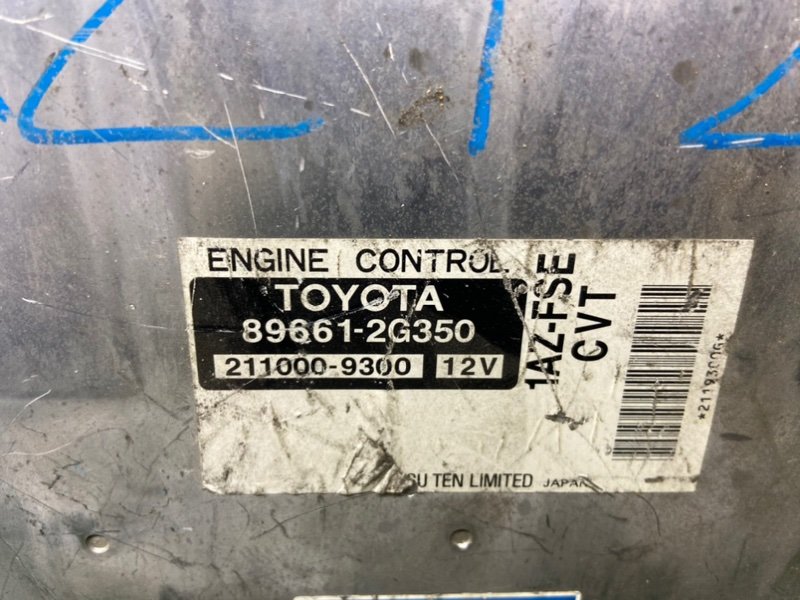 ENGINE CONTROL
TOYOTA
89661-2G350
211000-9300 12V
1AZ-FSE
CVT
SU TEN LIMITED JAPAN